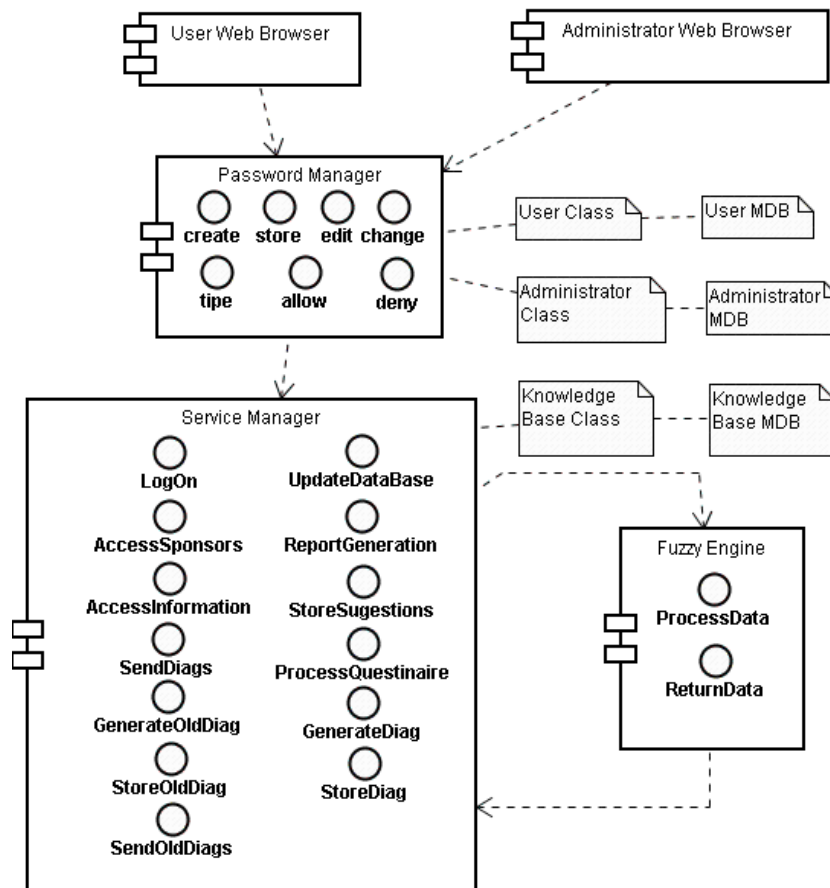 User Web Browser
Administrator Web Browser
Password Manager
create
store
edit
change
tipe
allow
deny
User Class
User MDB
Administrator
Class
Administrator
MDB
Service Manager
Knowledge
Base Class
Knowledge
Base MDB
LogOn
UpdateDataBase
AccessSponsors
ReportGeneration
AccessInformation
StoreSugestions
SendDiags
ProcessQuestinaire
GenerateOldDiag
GenerateDiag
StoreOldDiag
StoreDiag
SendOldDiags
Fuzzy Engine
ProcessData
ReturnData